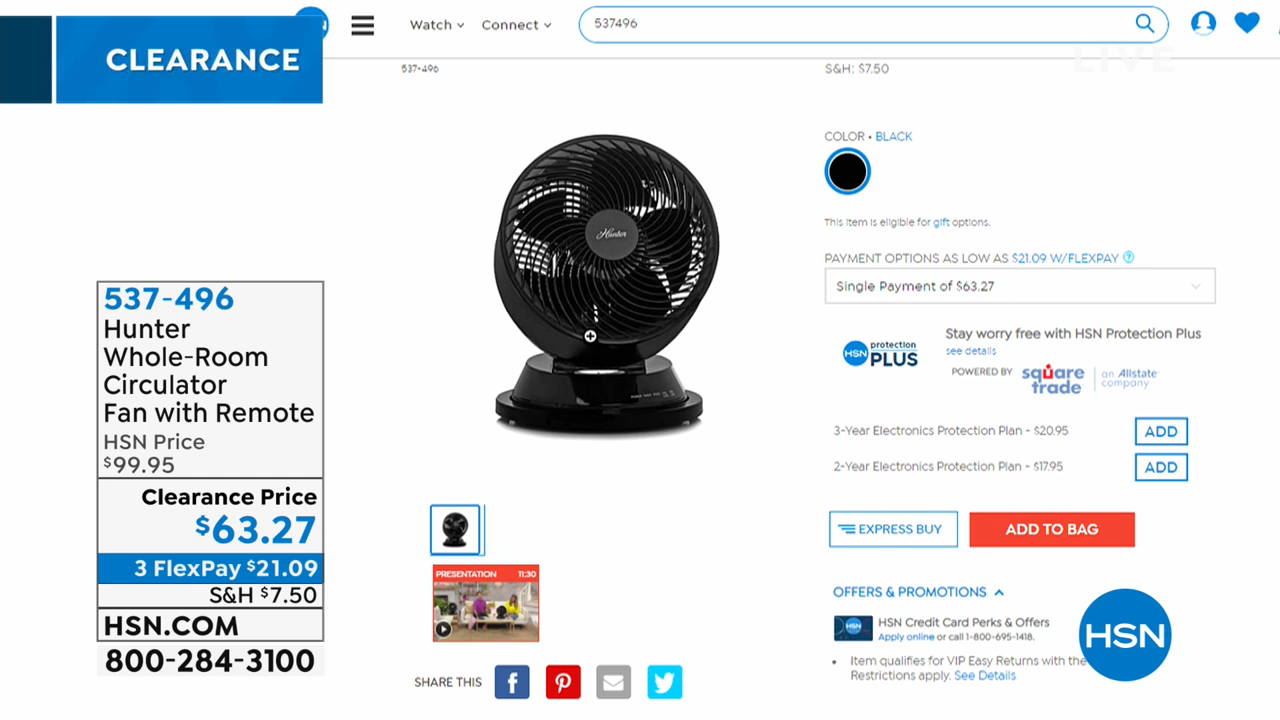 CLEARANCE
Watch
Connect
537496
LIVE
537-496
S&H: $7.50
COLOR • BLACK
This item is eligible for gift options.
PAYMENT OPTIONS AS LOW AS $21.09 W/FLEXPAY ?
Single Payment of $63.27
Hunter
HSN protection PLUS
Stay worry free with HSN Protection Plus
see details
POWERED BY square trade | an Allstate company
3-Year Electronics Protection Plan - $20.95 ADD
2-Year Electronics Protection Plan - $17.95 ADD
EXPRESS BUY
ADD TO BAG
OFFERS & PROMOTIONS
HSN
HSN Credit Card Perks & Offers
Apply online or call 1-800-695-1418.
• Item qualifies for VIP Easy Returns with the
Restrictions apply. See Details
HSN
PRESENTATION 11:30
SHARE THIS
537-496
Hunter
Whole-Room
Circulator
Fan with Remote
HSN Price
$99.95
Clearance Price
$63.27
3 FlexPay $21.09
S&H $7.50
HSN.COM
800-284-3100